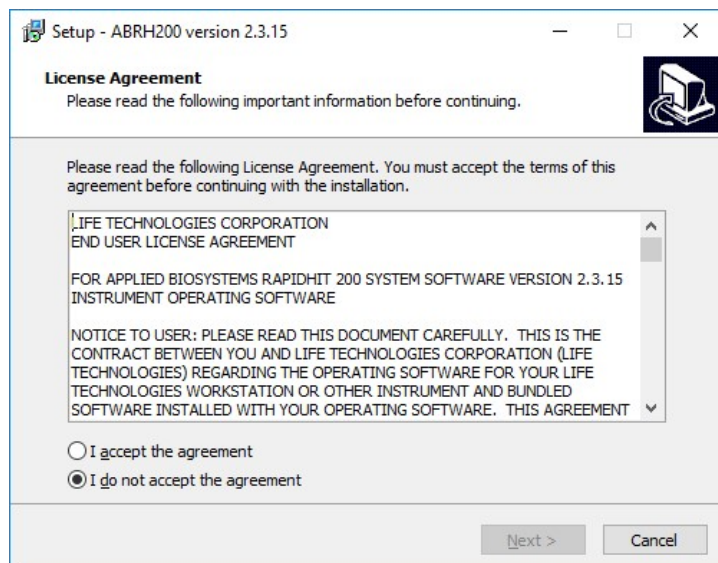 Setup - ABRH200 version 2.3.15
License Agreement
Please read the following important information before continuing.
Please read the following License Agreement. You must accept the terms of this
agreement before continuing with the installation.
LIFE TECHNOLOGIES CORPORATION
END USER LICENSE AGREEMENT
FOR APPLIED BIOSYSTEMS RAPIDHIT 200 SYSTEM SOFTWARE VERSION 2.3.15
INSTRUMENT OPERATING SOFTWARE
NOTICE TO USER: PLEASE READ THIS DOCUMENT CAREFULLY.  THIS IS THE
CONTRACT BETWEEN YOU AND LIFE TECHNOLOGIES CORPORATION (LIFE
TECHNOLOGIES) REGARDING THE OPERATING SOFTWARE FOR YOUR LIFE
TECHNOLOGIES WORKSTATION OR OTHER INSTRUMENT AND BUNDLED
SOFTWARE INSTALLED WITH YOUR OPERATING SOFTWARE.  THIS AGREEMENT
I accept the agreement
I do not accept the agreement
Next >
Cancel